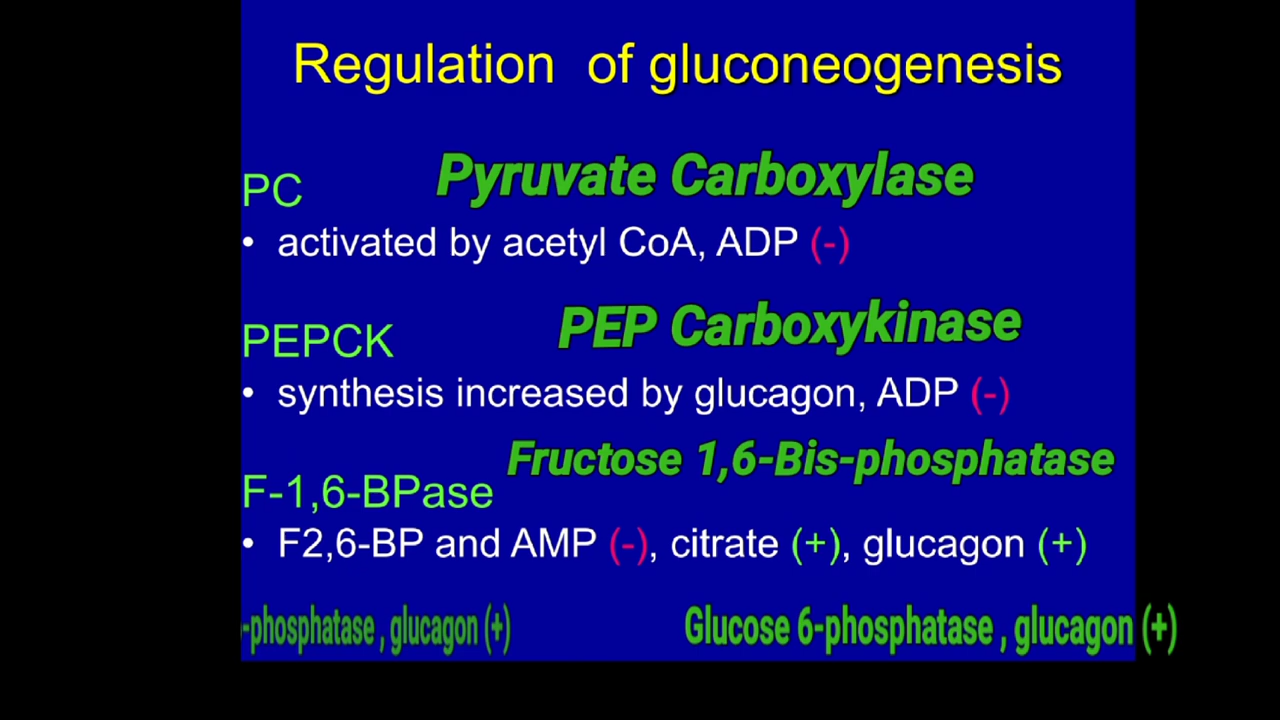 Regulation of gluconeogenesis
Pyruvate Carboxylase
PC
• activated by acetyl CoA, ADP (-)
PEP Carboxykinase
PEPCK
• synthesis increased by glucagon, ADP (-)
Fructose 1,6-Bis-phosphatase
F-1,6-BPase
• F2,6-BP and AMP (-), citrate (+), glucagon (+)
-phosphatase , glucagon (+) Glucose 6-phosphatase , glucagon (+)